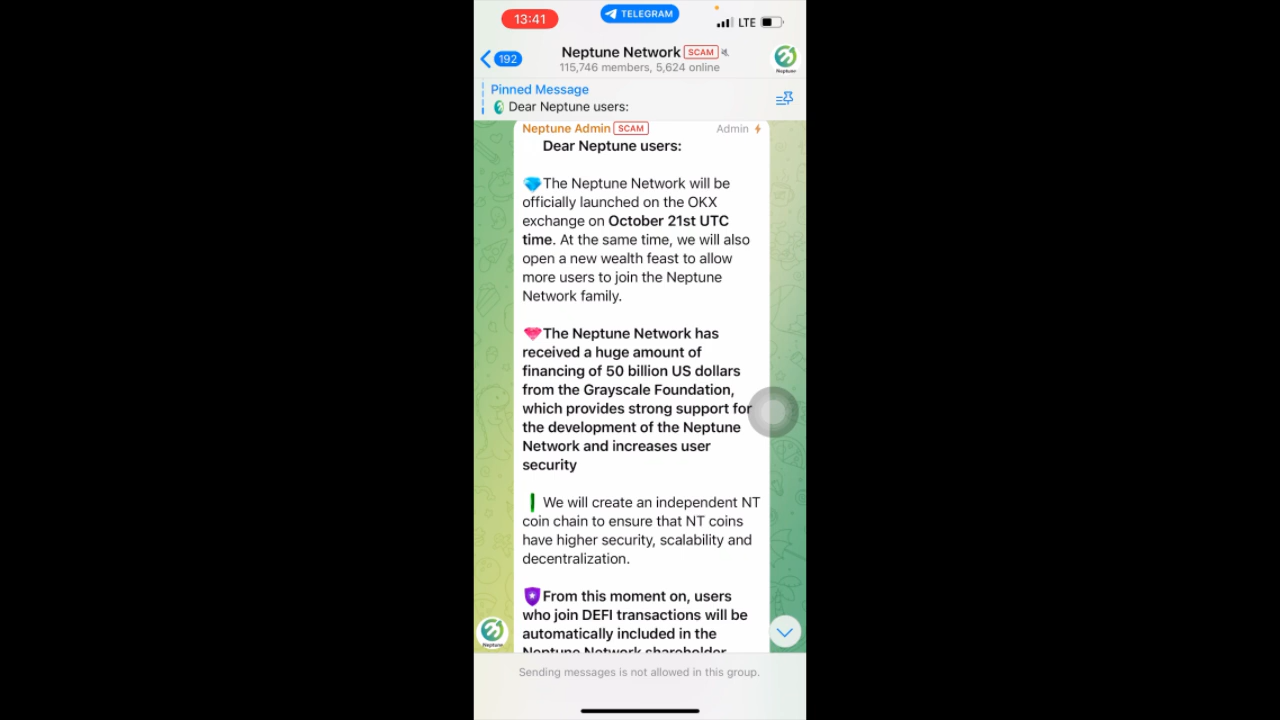 13:41
TELEGRAM
LTE
192
Neptune Network SCAM
115,746 members, 5,624 online
Neptune
Pinned Message
Dear Neptune users:
Neptune Admin SCAM Admin
Dear Neptune users:
The Neptune Network will be
officially launched on the OKX
exchange on October 21st UTC
time. At the same time, we will also
open a new wealth feast to allow
more users to join the Neptune
Network family.
The Neptune Network has
received a huge amount of
financing of 50 billion US dollars
from the Grayscale Foundation,
which provides strong support for
the development of the Neptune
Network and increases user
security
We will create an independent NT
coin chain to ensure that NT coins
have higher security, scalability and
decentralization.
From this moment on, users
who join DEFI transactions will be
automatically included in the
Neptune Network shareholder
Neptune
Sending messages is not allowed in this group.